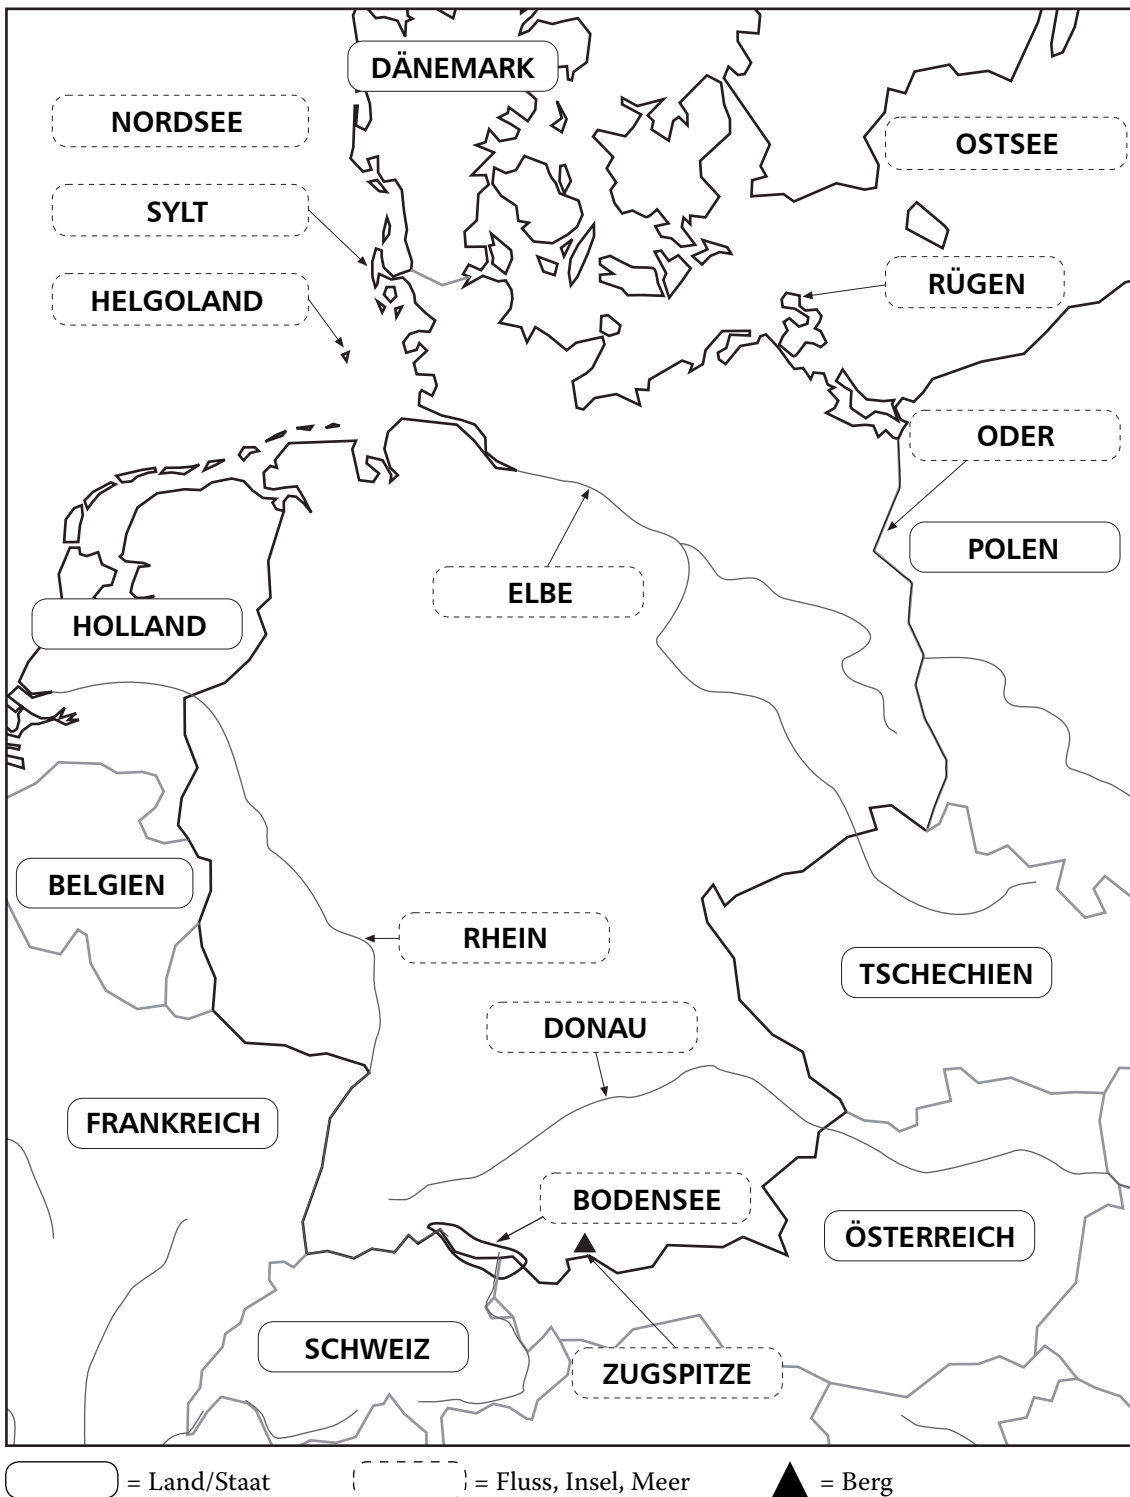 DÄNEMARK
NORDSEE
OSTSEE
SYLT
HELGOLAND
RÜGEN
ODER
POLEN
ELBE
HOLLAND
BELGIEN
RHEIN
TSCHECHIEN
DONAU
FRANKREICH
BODENSEE
ÖSTERREICH
SCHWEIZ
ZUGSPITZE
= Land/Staat = Fluss, Insel, Meer = Berg